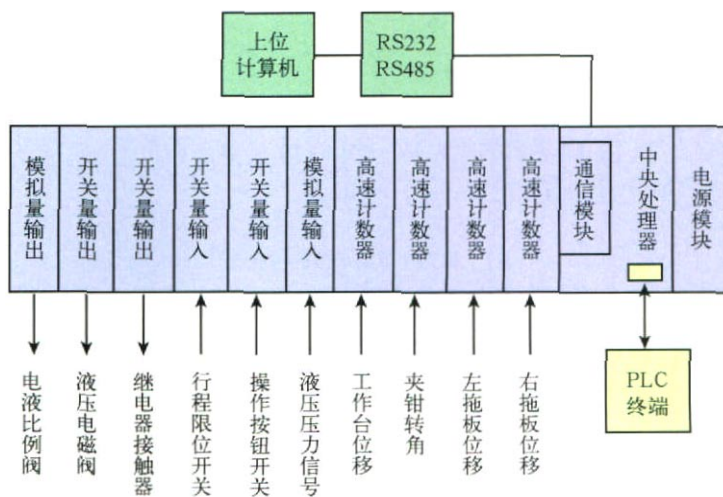 上位
计算机
RS232
RS485
模拟量输出
开关量输出
开关量输出
开关量输入
开关量输入
模拟量输入
高速计数器
高速计数器
高速计数器
高速计数器
通信模块
中央处理器
电源模块
电液比例阀
液压电磁阀
继电器接触器
行程限位开关
操作按钮开关
液压压力信号
工作台位移
夹钳转角
左拖板位移
右拖板位移
PLC
终端